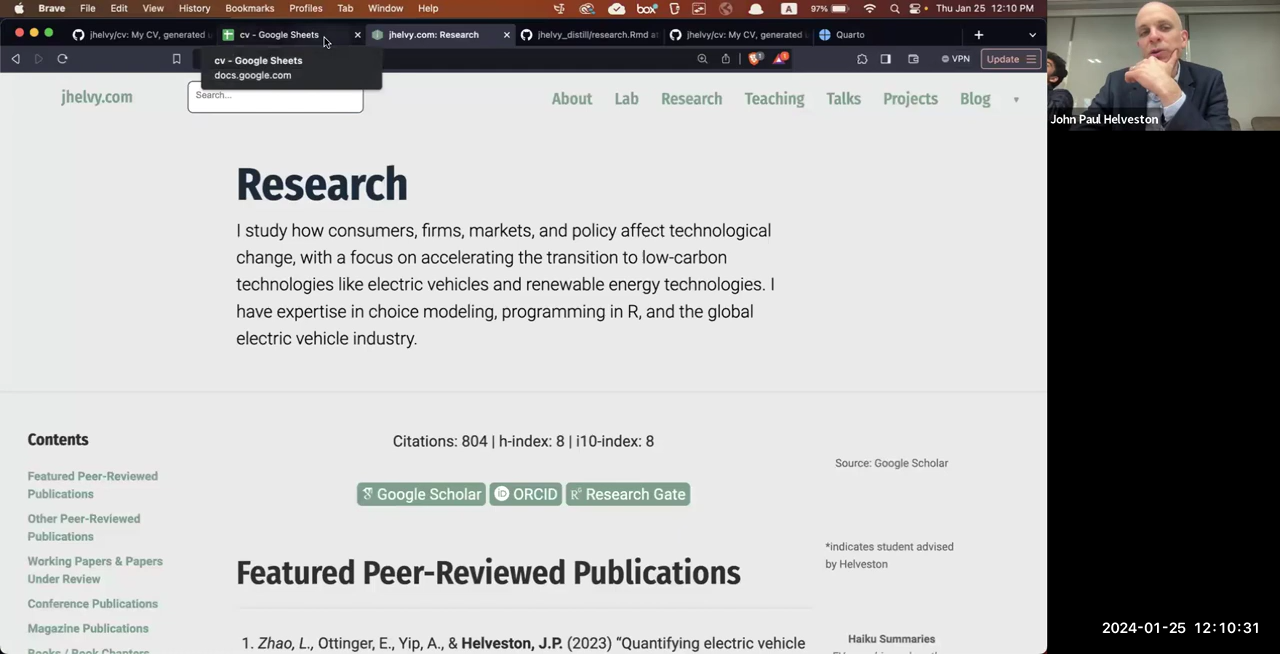 Brave File Edit View History Bookmarks Profiles Tab Window Help box A 97% Thu Jan 25 12:10 PM
jhelvy/cv: My CV, generated u cv - Google Sheets jhelvy.com: Research jhelvy_distill/research.Rmd at jhelvy/cv: My CV, generated u Quarto
cv - Google Sheets
docs.google.com
VPN Update
John Paul Helveston
jhelvy.com
Search...
About Lab Research Teaching Talks Projects Blog
Research
I study how consumers, firms, markets, and policy affect technological
change, with a focus on accelerating the transition to low-carbon
technologies like electric vehicles and renewable energy technologies. I
have expertise in choice modeling, programming in R, and the global
electric vehicle industry.
Contents
Featured Peer-Reviewed
Publications
Other Peer-Reviewed
Publications
Working Papers & Papers
Under Review
Conference Publications
Magazine Publications
Books / Book Chapters
Citations: 804 | h-index: 8 | i10-index: 8
Source: Google Scholar
Google Scholar iD ORCID R⁶ Research Gate
*indicates student advised
by Helveston
Featured Peer-Reviewed Publications
1. Zhao, L., Ottinger, E., Yip, A., & Helveston, J.P. (2023) “Quantifying electric vehicle
Haiku Summaries
2024-01-25 12:10:31